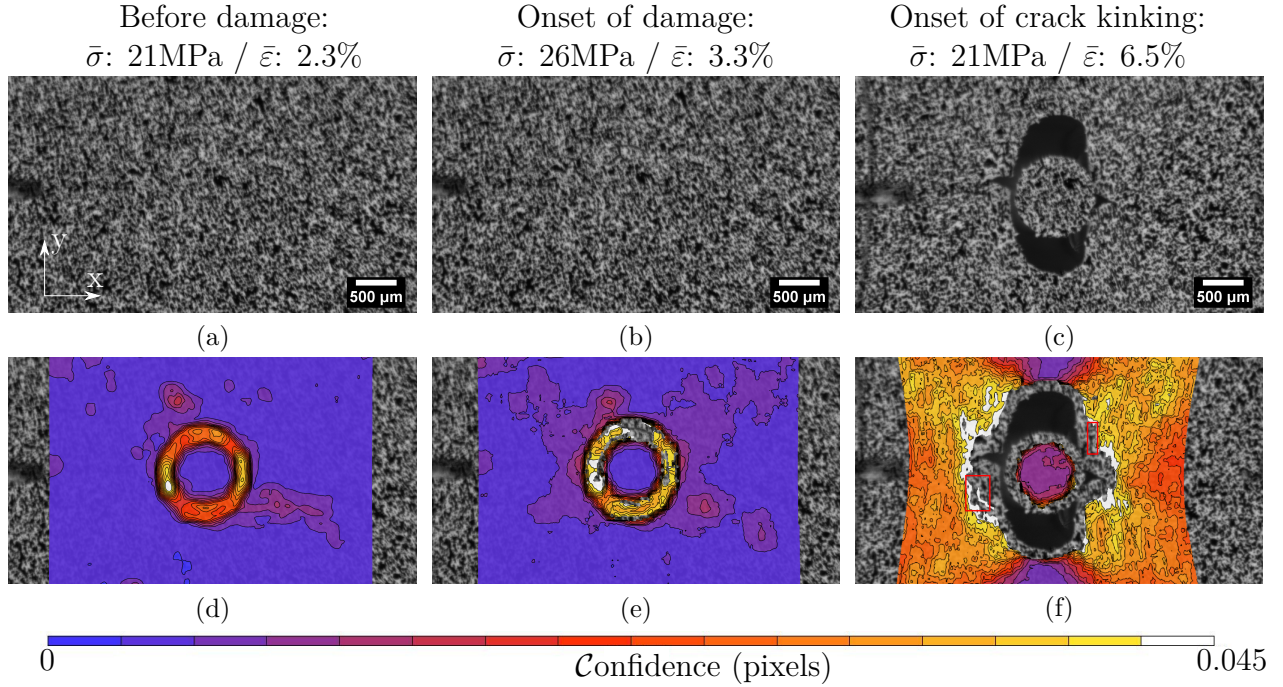 Before damage:
σ̄: 21MPa / ε̄: 2.3%
Onset of damage:
σ̄: 26MPa / ε̄: 3.3%
Onset of crack kinking:
σ̄: 21MPa / ε̄: 6.5%
y
x
500 µm
500 µm
500 µm
(a)
(b)
(c)
(d)
(e)
(f)
0
Confidence (pixels)
0.045